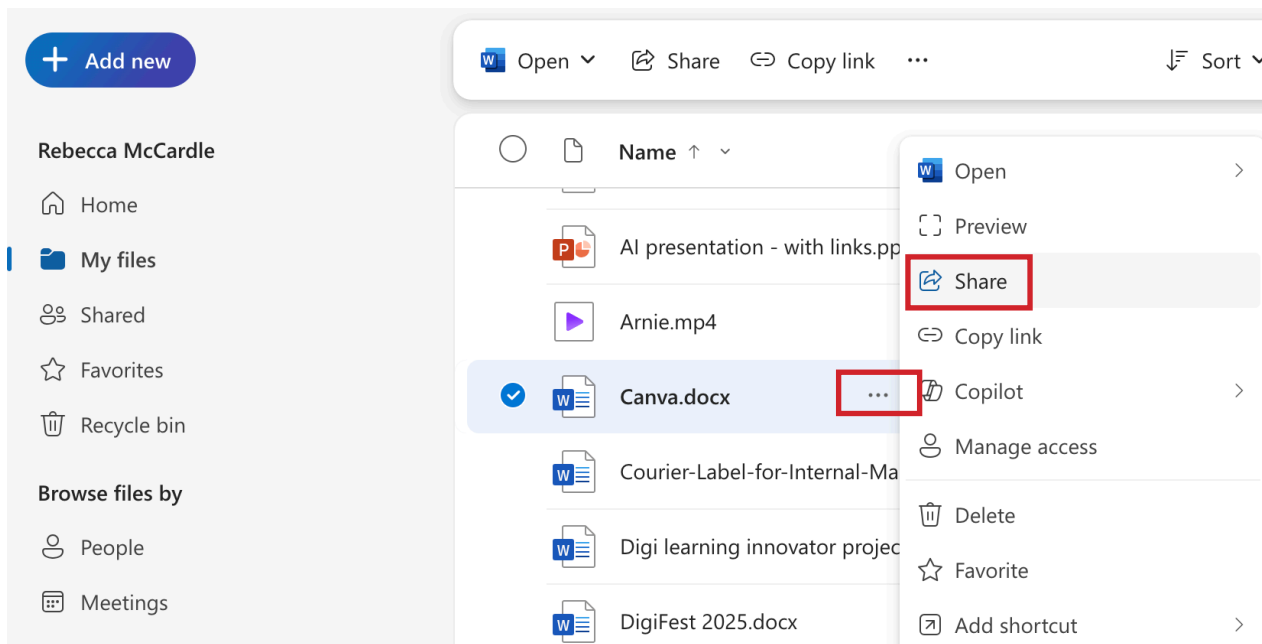 Add new
Rebecca McCardle
Home
My files
Shared
Favorites
Recycle bin
Browse files by
People
Meetings
Open Share Copy link ... Sort
Name
AI presentation - with links.pp
Arnie.mp4
Canva.docx ...
Courier-Label-for-Internal-Ma
Digi learning innovator projec
DigiFest 2025.docx
Open
Preview
Share
Copy link
Copilot
Manage access
Delete
Favorite
Add shortcut